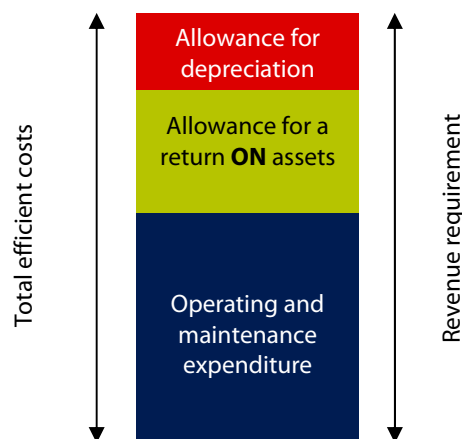 Allowance for
depreciation
Allowance for a
return ON assets
Operating and
maintenance
expenditure
Total efficient costs
Revenue requirement